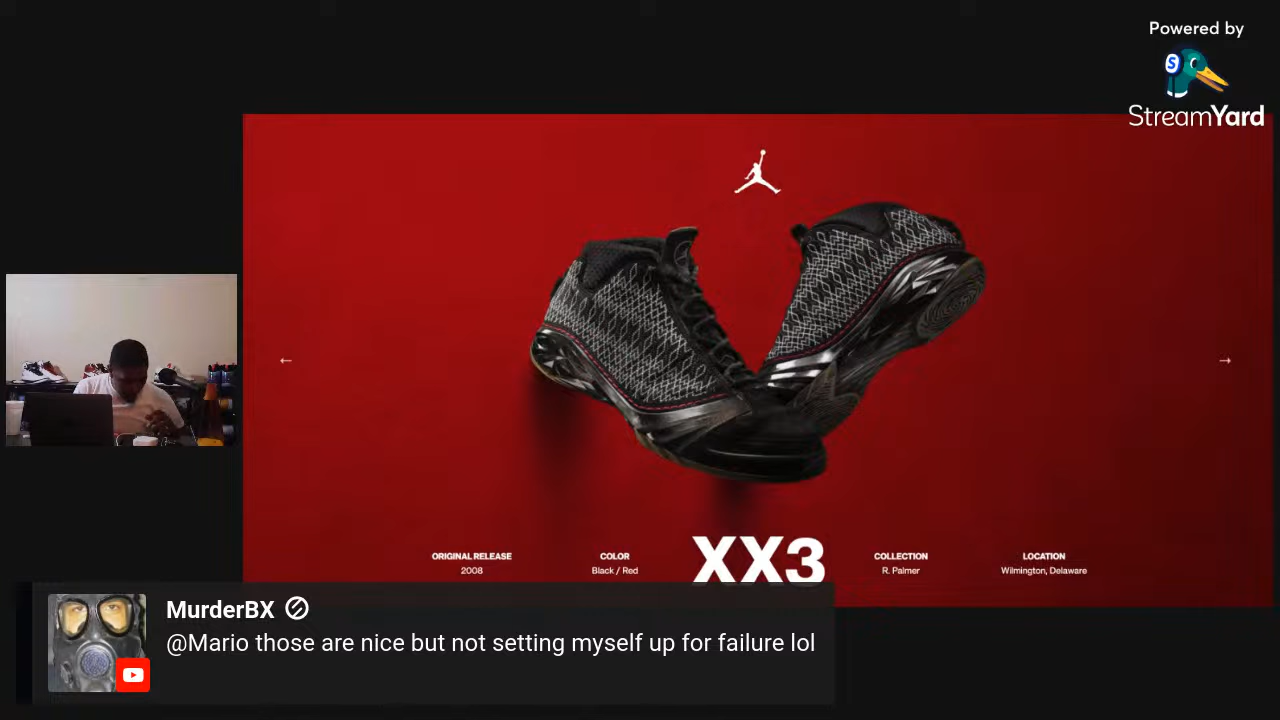 Powered by
StreamYard
ORIGINAL RELEASE
2008
COLOR
Black / Red
XX3
COLLECTION
R. Palmer
LOCATION
Wilmington, Delaware
MurderBX
@Mario those are nice but not setting myself up for failure lol